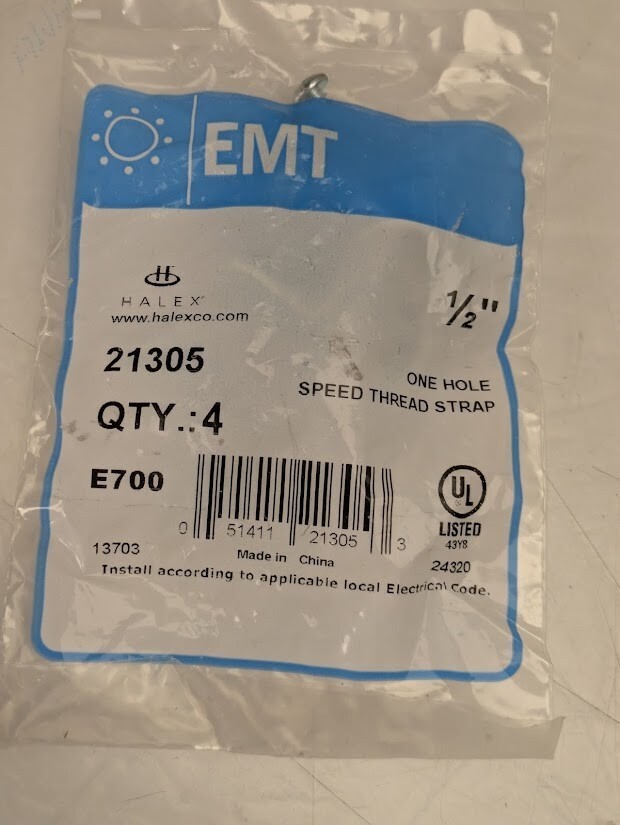 EMT
HALEX
www.halexco.com
1/2"
21305
ONE HOLE
SPEED THREAD STRAP
QTY.:4
E700
UL
LISTED
43Y8
0 51411 21305 3
13703
Made in China
24320
Install according to applicable local Electrical Code.